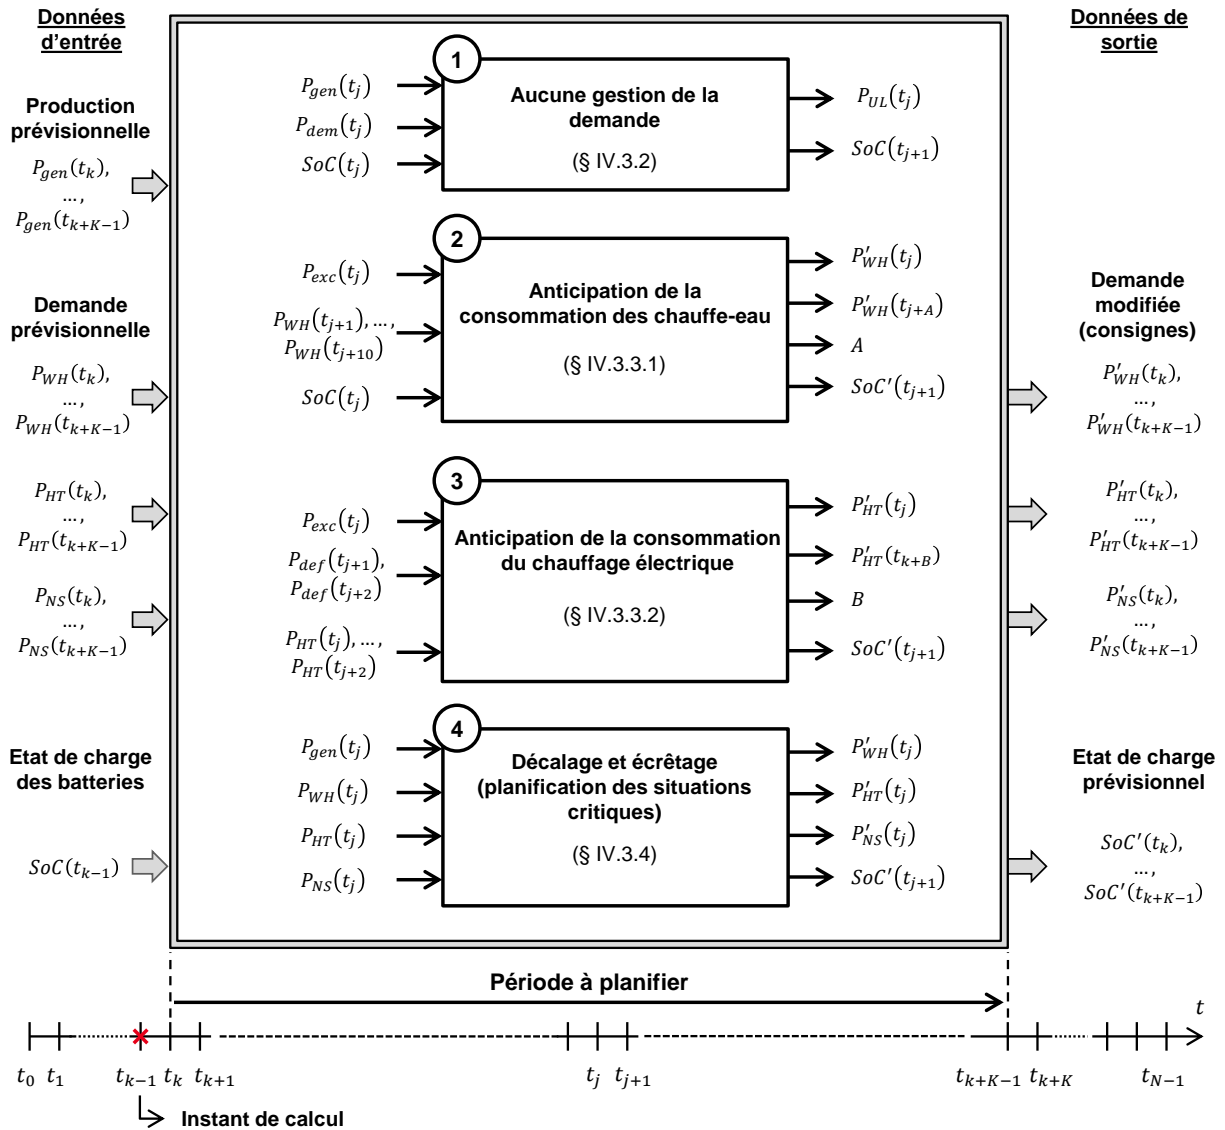 Données
d'entrée
Production
prévisionnelle
P_gen(t_k),
...,
P_gen(t_{k+K−1})
Demande
prévisionnelle
P_WH(t_k),
...,
P_WH(t_{k+K−1})
P_HT(t_k),
...,
P_HT(t_{k+K−1})
P_NS(t_k),
...,
P_NS(t_{k+K−1})
Etat de charge
des batteries
SoC(t_{k−1})
1
P_gen(t_j)
P_dem(t_j)
SoC(t_j)
Aucune gestion de la
demande
(§ IV.3.2)
P_UL(t_j)
SoC(t_{j+1})
2
P_exc(t_j)
P_WH(t_{j+1}), ...,
P_WH(t_{j+10})
SoC(t_j)
Anticipation de la
consommation des chauffe-eau
(§ IV.3.3.1)
P'_WH(t_j)
P'_WH(t_{j+A})
A
SoC'(t_{j+1})
3
P_exc(t_j)
P_def(t_{j+1}),
P_def(t_{j+2})
P_HT(t_j), ...,
P_HT(t_{j+2})
Anticipation de la consommation
du chauffage électrique
(§ IV.3.3.2)
P'_HT(t_j)
P'_HT(t_{k+B})
B
SoC'(t_{j+1})
4
P_gen(t_j)
P_WH(t_j)
P_HT(t_j)
P_NS(t_j)
Décalage et écrêtage
(planification des situations
critiques)
(§ IV.3.4)
P'_WH(t_j)
P'_HT(t_j)
P'_NS(t_j)
SoC'(t_{j+1})
Données de
sortie
Demande
modifiée
(consignes)
P'_WH(t_k),
...,
P'_WH(t_{k+K−1})
P'_HT(t_k),
...,
P'_HT(t_{k+K−1})
P'_NS(t_k),
...,
P'_NS(t_{k+K−1})
Etat de charge
prévisionnel
SoC'(t_k),
...,
SoC'(t_{k+K−1})
Période à planifier
t
t_0 t_1 t_{k−1} t_k t_{k+1} t_j t_{j+1} t_{k+K−1} t_{k+K} t_{N−1}
Instant de calcul